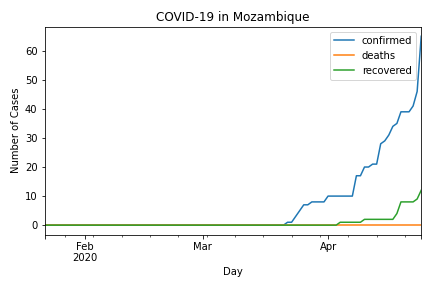 COVID-19 in Mozambique
confirmed
deaths
recovered
Number of Cases
60
50
40
30
20
10
0
Feb
2020
Mar
Apr
Day